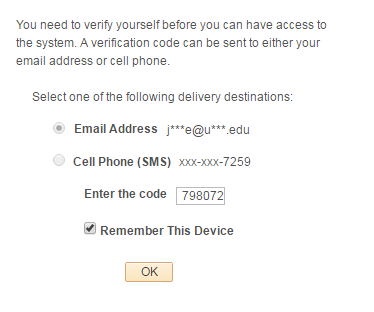 You need to verify yourself before you can have access to
the system. A verification code can be sent to either your
email address or cell phone.
Select one of the following delivery destinations:
Email Address j***e@u***.edu
Cell Phone (SMS) xxx-xxx-7259
Enter the code 798072
Remember This Device
OK